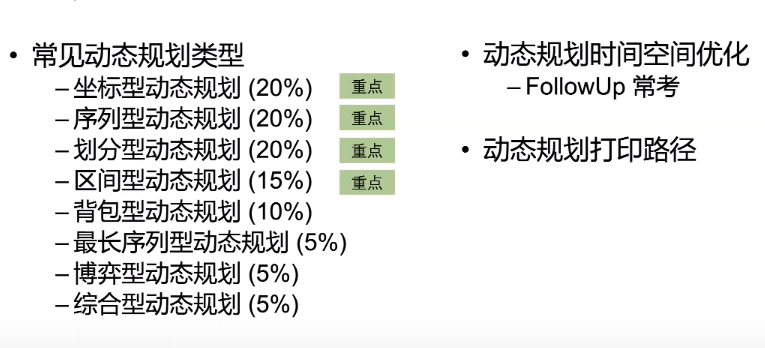 • 常见动态规划类型
– 坐标型动态规划 (20%) 重点
– 序列型动态规划 (20%) 重点
– 划分型动态规划 (20%) 重点
– 区间型动态规划 (15%) 重点
– 背包型动态规划 (10%)
– 最长序列型动态规划 (5%)
– 博弈型动态规划 (5%)
– 综合型动态规划 (5%)
• 动态规划时间空间优化
– FollowUp 常考
• 动态规划打印路径